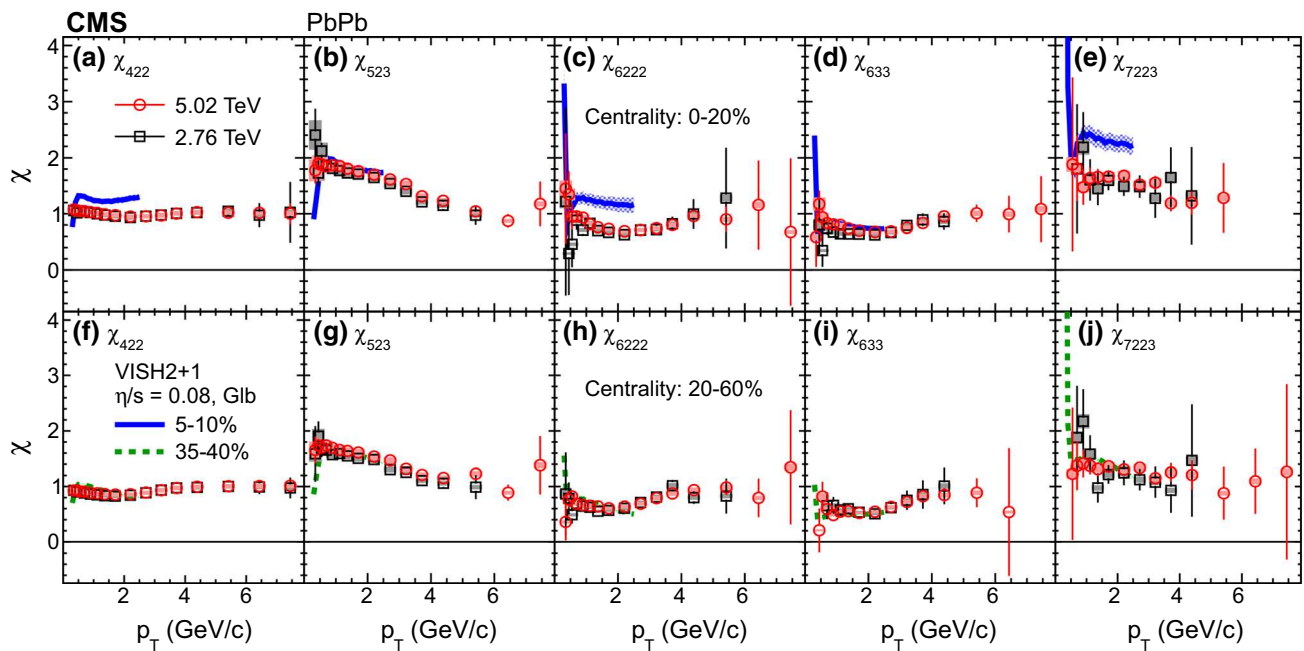 CMS PbPb
(a) χ422
(b) χ523
(c) χ6222
(d) χ633
(e) χ7223
5.02 TeV
2.76 TeV
Centrality: 0-20%
4
3
2
1
0
χ
(f) χ422
(g) χ523
(h) χ6222
(i) χ633
(j) χ7223
VISH2+1
η/s = 0.08, Glb
5-10%
35-40%
Centrality: 20-60%
4
3
2
1
0
χ
2 4 6 2 4 6 2 4 6 2 4 6 2 4 6
pT (GeV/c) pT (GeV/c) pT (GeV/c) pT (GeV/c) pT (GeV/c)